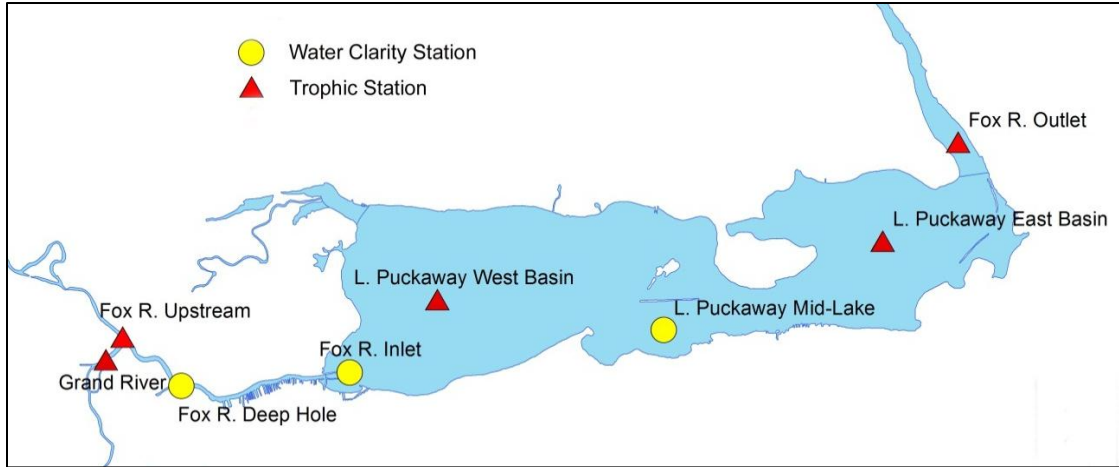 Water Clarity Station
Trophic Station
Fox R. Outlet
L. Puckaway East Basin
L. Puckaway West Basin
Fox R. Upstream
L. Puckaway Mid-Lake
Fox R. Inlet
Grand River
Fox R. Deep Hole